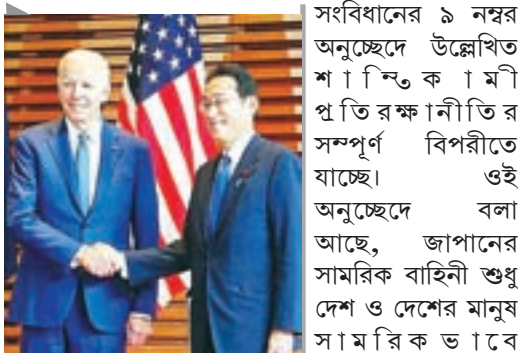 সংবিধানের ৯ নম্বর
অনুচ্ছেদে উল্লেখিত
শান্তিকামী
প্রতিরক্ষানীতির
সম্পূর্ণ বিপরীতে
যাচ্ছে। ওই
অনুচ্ছেদে বলা
আছে, জাপানের
সামরিক বাহিনী শুধু
দেশ ও দেশের মানুষ
সামরিকভাবে